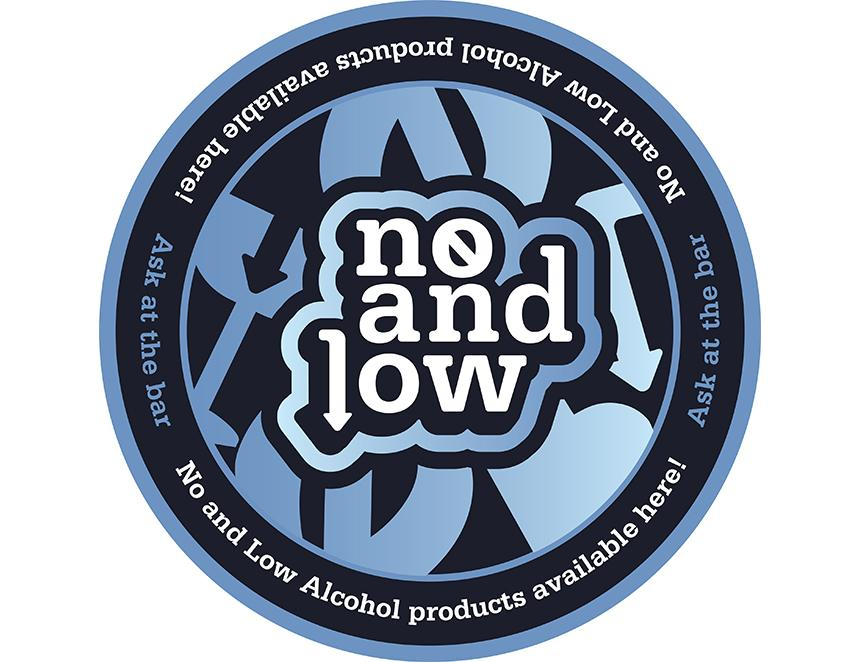 No and Low Alcohol products available here!
Ask at the bar
no
and
low
Ask at the bar
No and Low Alcohol products available here!